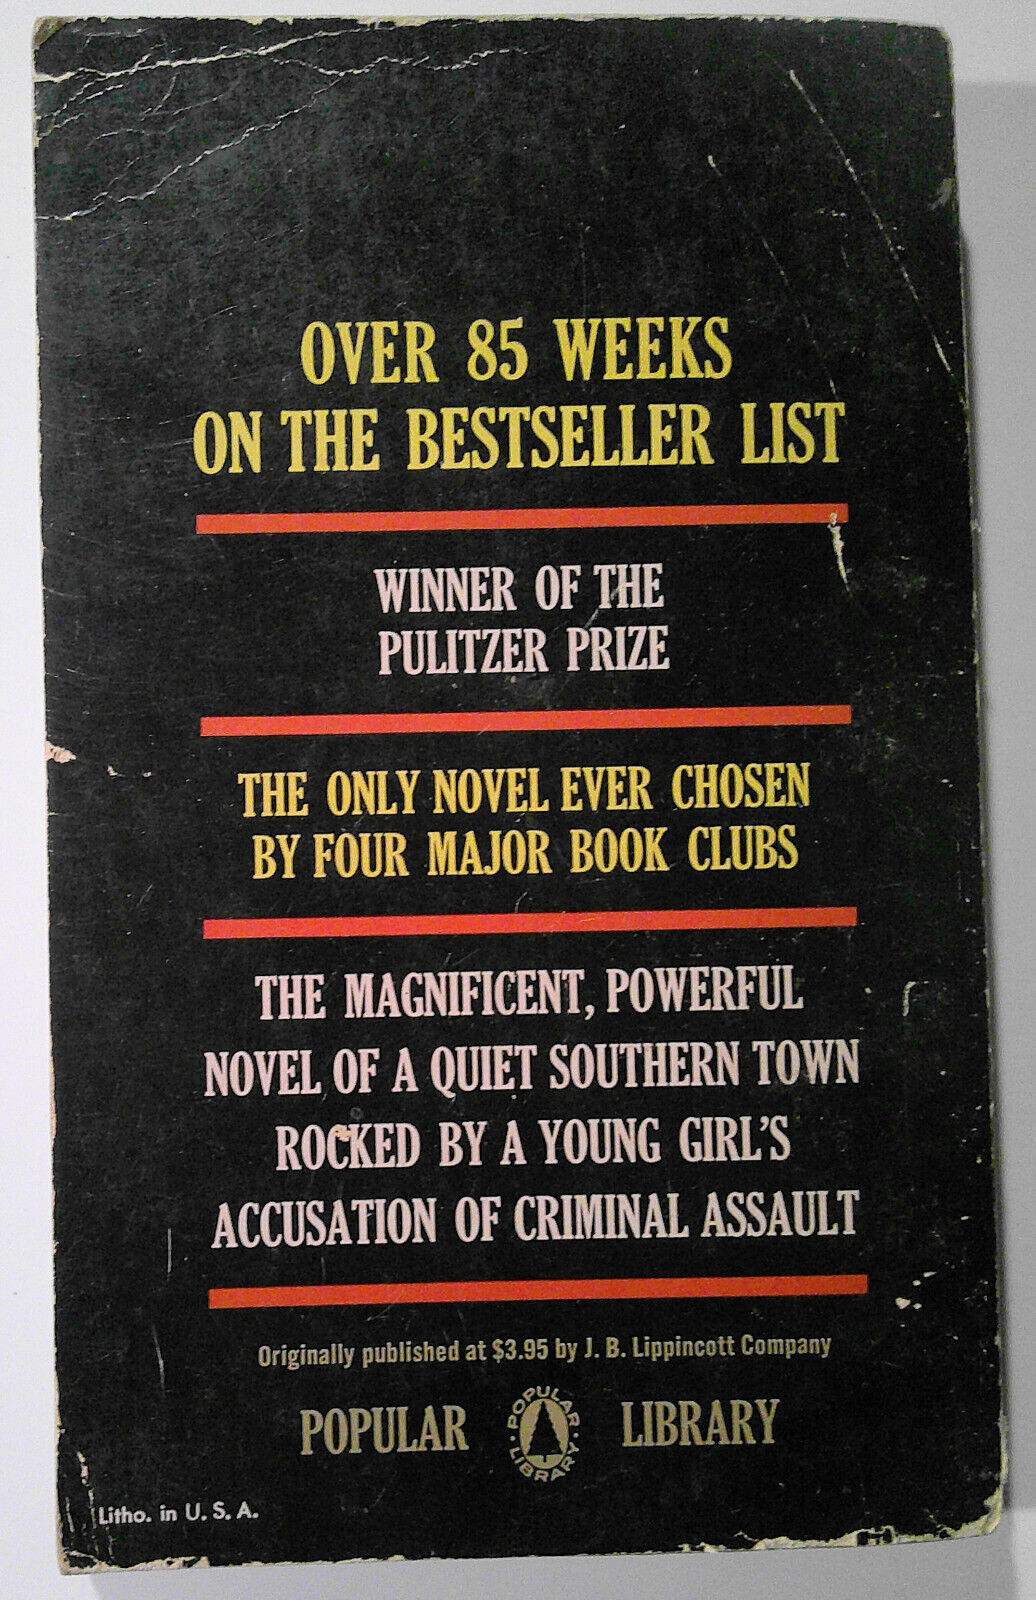 OVER 85 WEEKS
ON THE BESTSELLER LIST
WINNER OF THE
PULITZER PRIZE
THE ONLY NOVEL EVER CHOSEN
BY FOUR MAJOR BOOK CLUBS
THE MAGNIFICENT, POWERFUL
NOVEL OF A QUIET SOUTHERN TOWN
ROCKED BY A YOUNG GIRL'S
ACCUSATION OF CRIMINAL ASSAULT
Originally published at $3.95 by J. B. Lippincott Company
POPULAR POPULAR LIBRARY LIBRARY
Litho. in U. S. A.